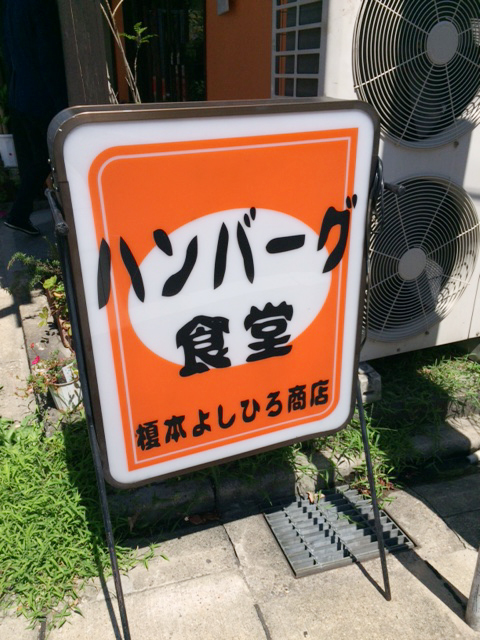 ハンバーグ
食堂
榎本よしひろ商店